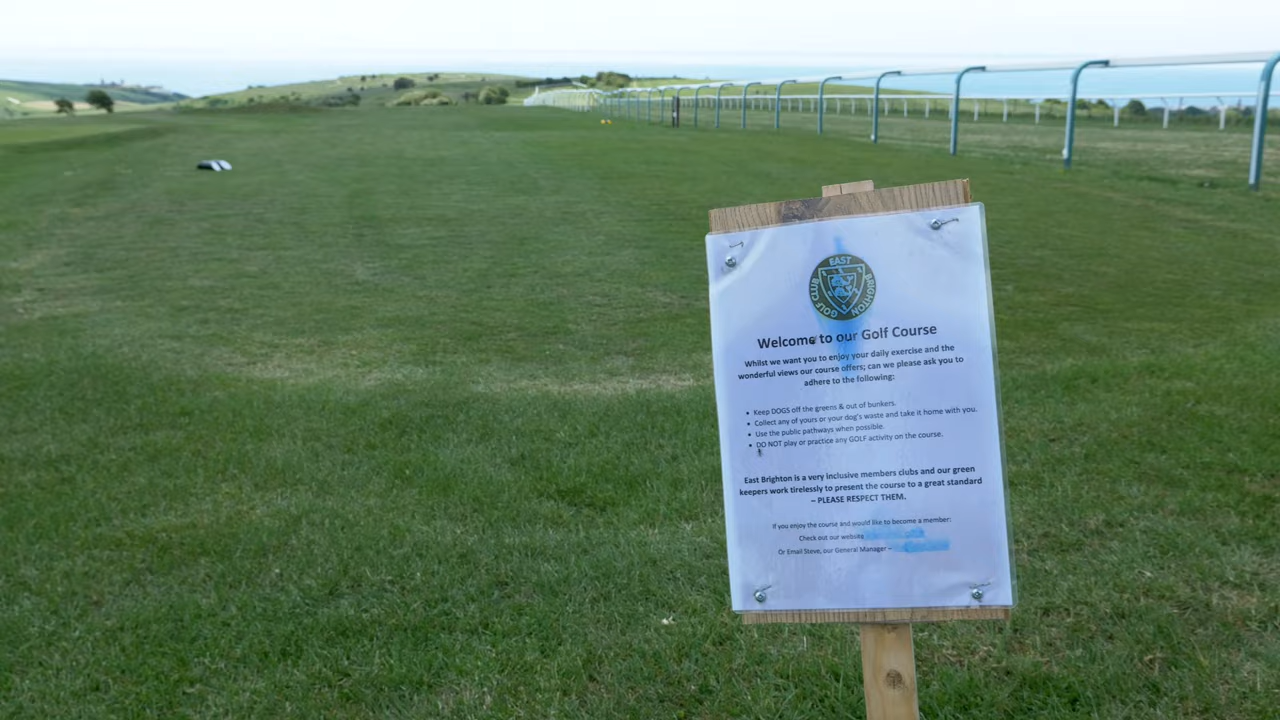 EAST
BRIGHTON
GOLF
CLUB
Welcome to our Golf Course
Whilst we want you to enjoy your daily exercise and the
wonderful views our course offers; can we please ask you to
adhere to the following:
• Keep DOGS off the greens & out of bunkers.
• Collect any of yours or your dog's waste and take it home with you.
• Use the public pathways when possible.
• DO NOT play or practice any GOLF activity on the course.
East Brighton is a very inclusive members clubs and our green
keepers work tirelessly to present the course to a great standard
– PLEASE RESPECT THEM.
If you enjoy the course and would like to become a member:
Check out our website
Or Email Steve, our General Manager –